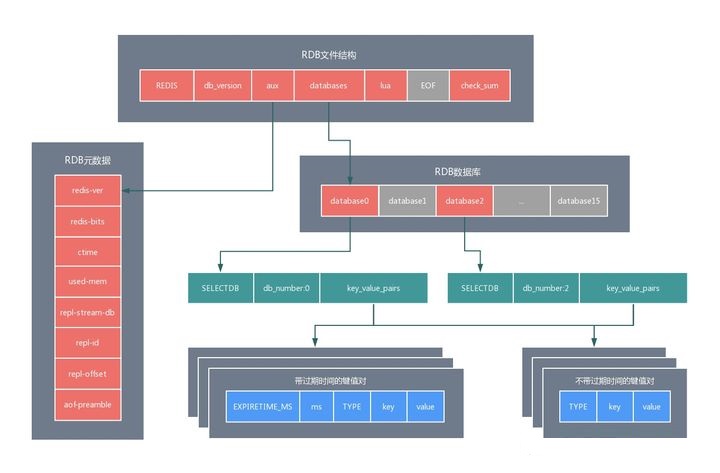 RDB文件结构
REDIS db_version aux databases lua EOF check_sum
RDB元数据
redis-ver
redis-bits
ctime
used-mem
repl-stream-db
repl-id
repl-offset
aof-preamble
RDB数据库
database0 database1 database2 ... database15
SELECTDB db_number:0 key_value_pairs
SELECTDB db_number:2 key_value_pairs
带过期时间的键值对
EXPIRETIME_MS ms TYPE key value
不带过期时间的键值对
TYPE key value